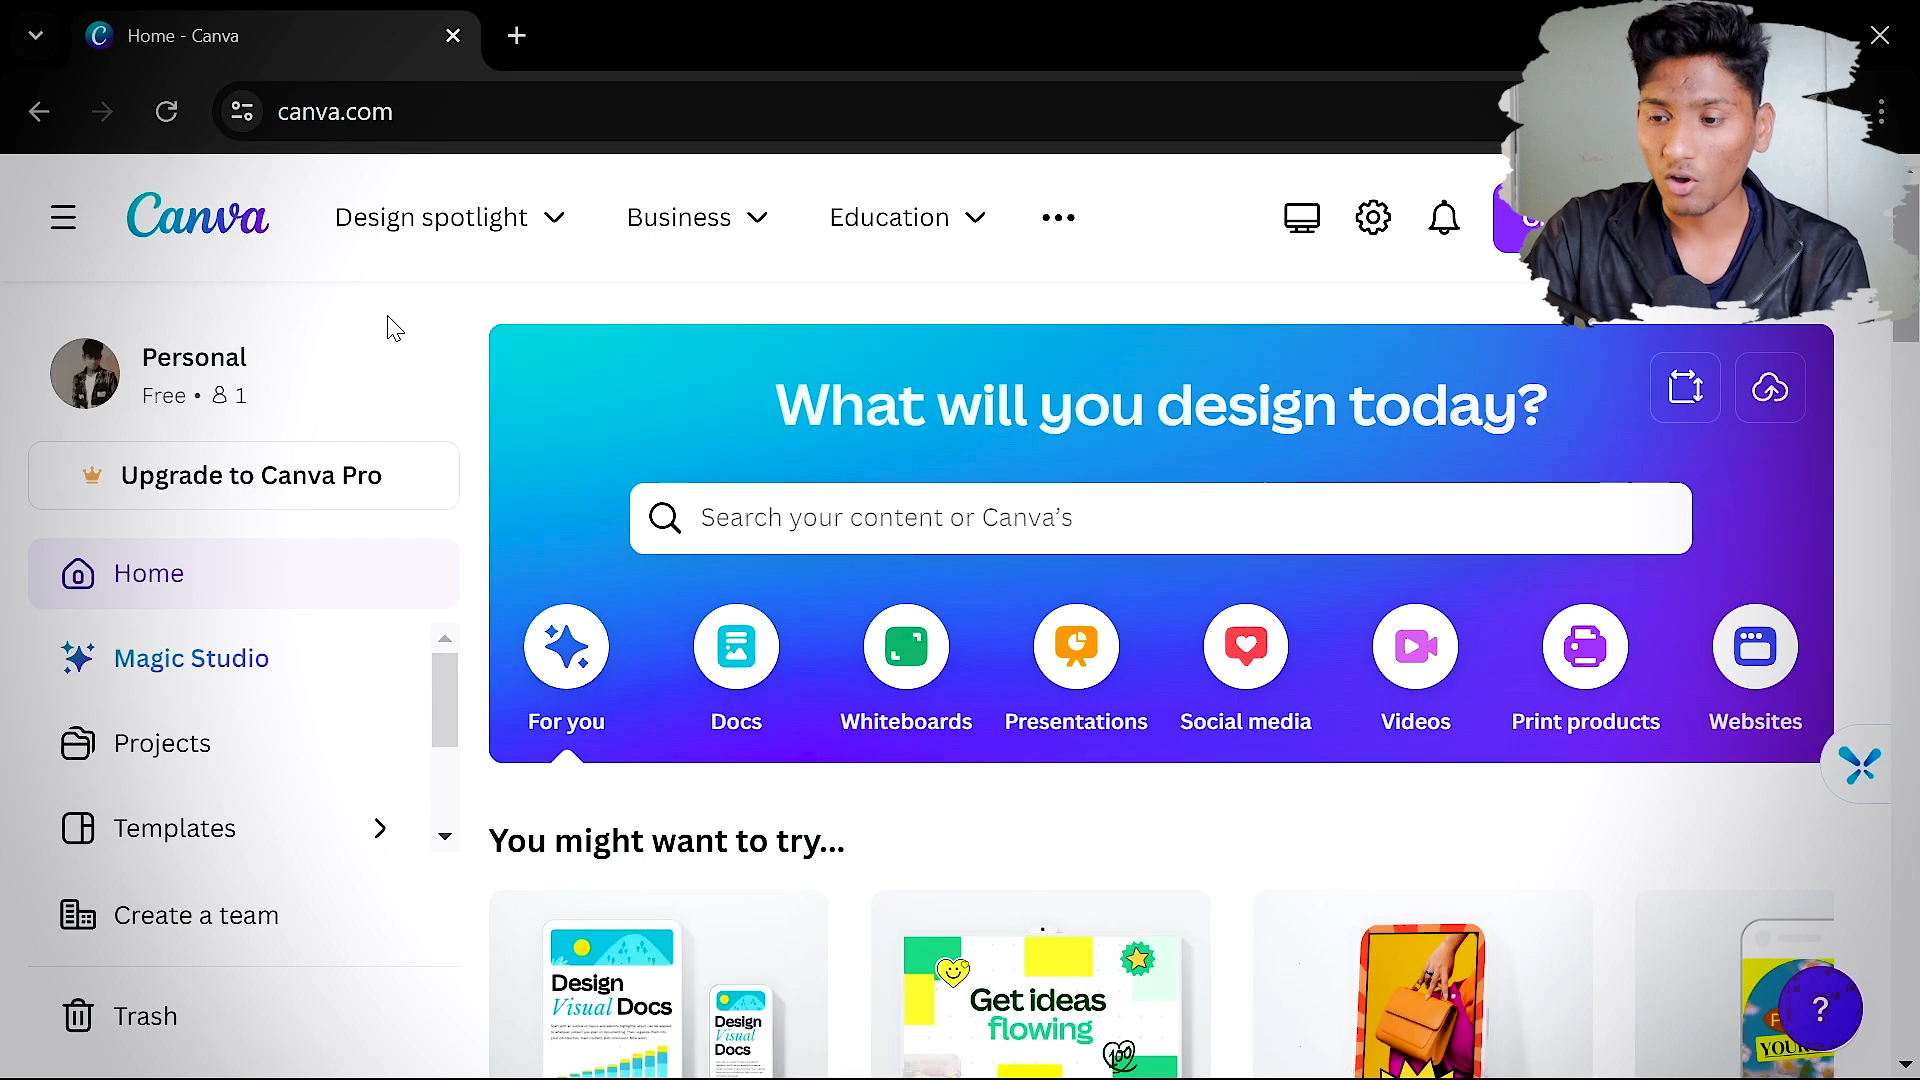 Home - Canva
canva.com
Canva
Design spotlight
Business
Education
Personal
Free • 1
Upgrade to Canva Pro
Home
Magic Studio
Projects
Templates
Create a team
Trash
What will you design today?
Search your content or Canva's
For you
Docs
Whiteboards
Presentations
Social media
Videos
Print products
Websites
You might want to try...
Design
Visual Docs
Design
Visual
Docs
Get ideas
flowing
100
?